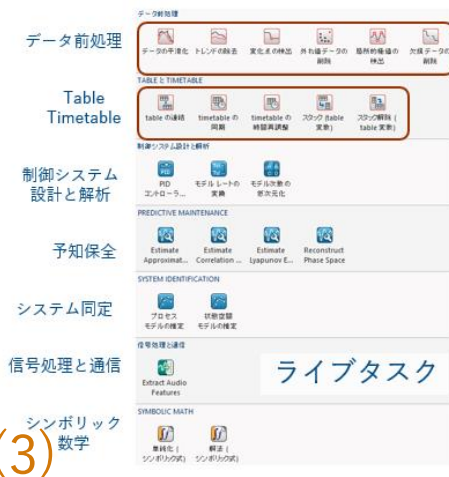 データ前処理
データ前処理
データの平滑化 トレンドの除去 変化点の検出 外れ値データの 局所的極値の 欠損データの
削除 検出 削除
Table
Timetable
TABLE と TIMETABLE
table の連結 timetable の timetable の スタック (table スタック解除 (
同期 時間再調整 変数) table 変数)
制御システム
設計と解析
制御システム設計と解析
PID モデル レートの モデル次数の
コントローラ... 変換 低次元化
予知保全
PREDICTIVE MAINTENANCE
Estimate Estimate Estimate Reconstruct
Approximat... Correlation ... Lyapunov E... Phase Space
システム同定
SYSTEM IDENTIFICATION
プロセス 状態空間
モデルの推定 モデルの推定
信号処理と通信
信号処理と通信
Extract Audio
Features
ライブタスク
シンボリック
数学
SYMBOLIC MATH
単純化 ( 解法 (
シンボリック式) シンボリック式)
(3)